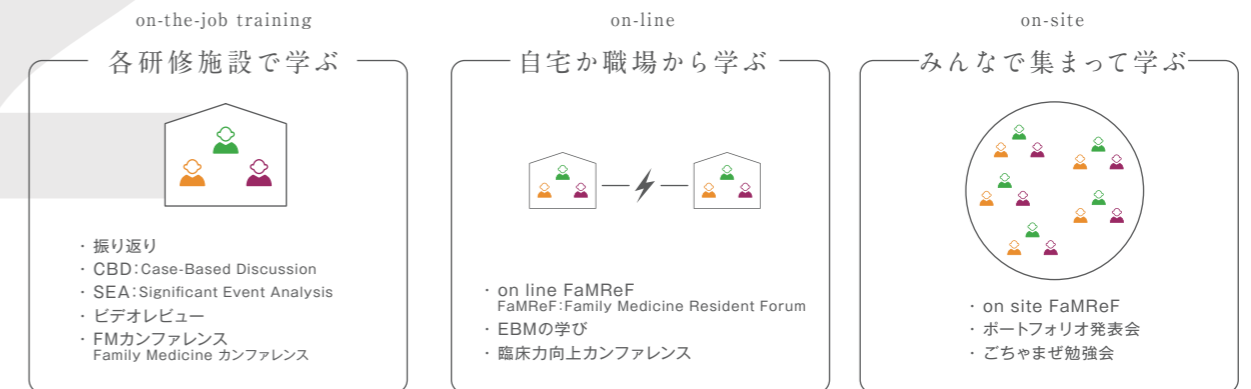 on-the-job training
各研修施設で学ぶ
・振り返り
・CBD：Case-Based Discussion
・SEA：Significant Event Analysis
・ビデオレビュー
・FMカンファレンス
Family Medicine カンファレンス
on-line
自宅か職場から学ぶ
・on line FaMReF
FaMReF：Family Medicine Resident Forum
・EBMの学び
・臨床力向上カンファレンス
on-site
みんなで集まって学ぶ
・on site FaMReF
・ポートフォリオ発表会
・ごちゃまぜ勉強会